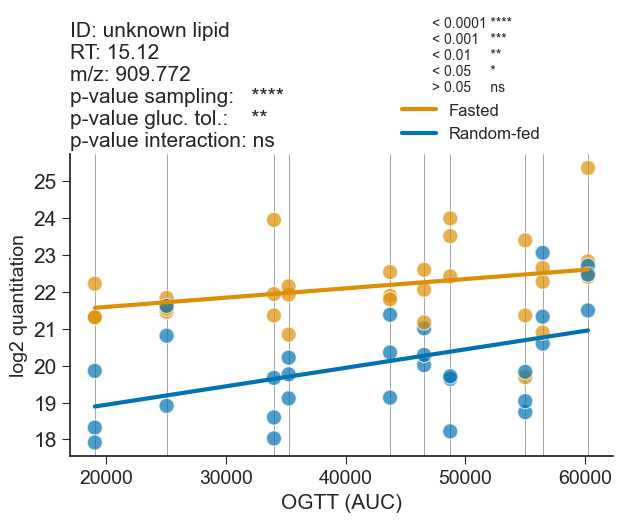 ID: unknown lipid
RT: 15.12
m/z: 909.772
p-value sampling: ****
p-value gluc. tol.: **
p-value interaction: ns
< 0.0001 ****
< 0.001 ***
< 0.01 **
< 0.05 *
> 0.05 ns
Fasted
Random-fed
log2 quantitation
25
24
23
22
21
20
19
18
20000 30000 40000 50000 60000
OGTT (AUC)